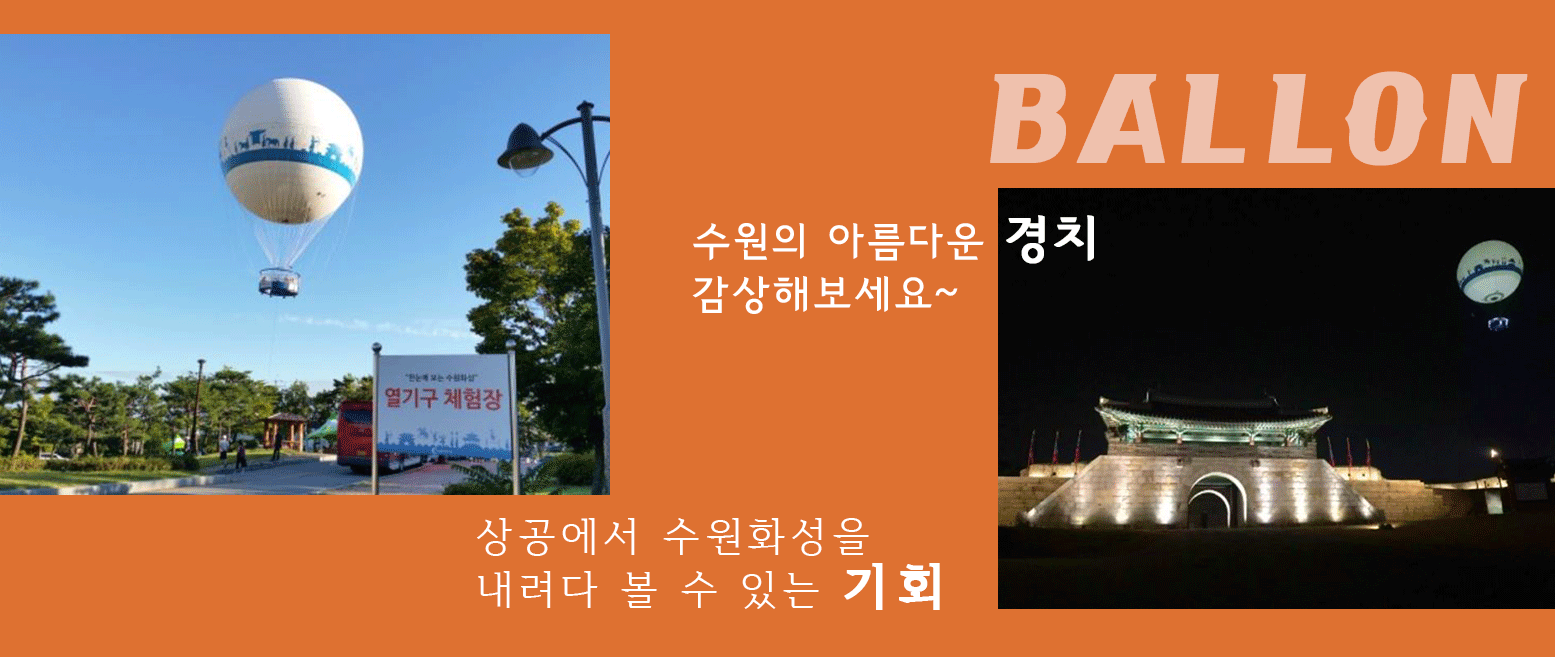 BALLON
수원의 아름다운 경치
감상해보세요~
"한눈에 보는 수원화성"
열기구 체험장
상공에서 수원화성을
내려다 볼 수 있는 기회